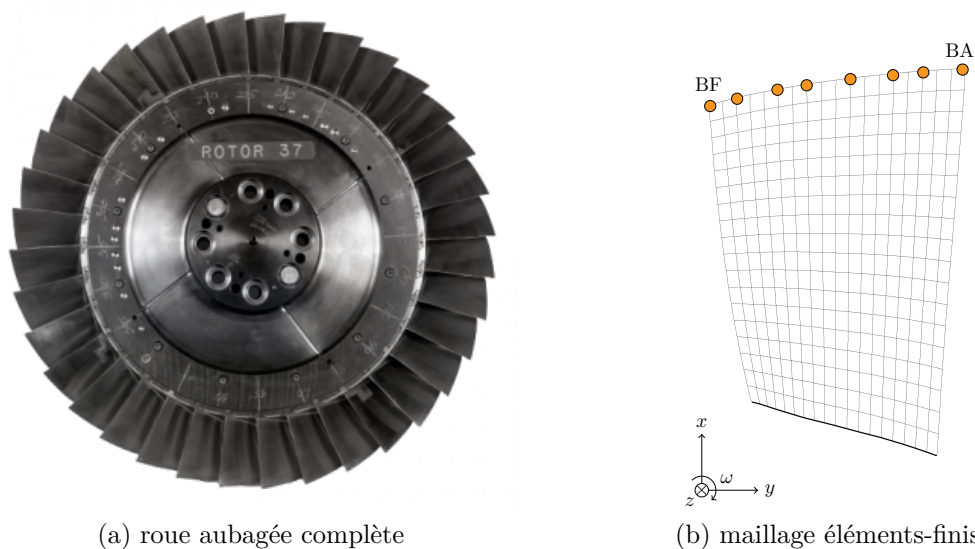 ROTOR 37
BA
BF
x
ω
z
y
(a) roue aubagée complète
(b) maillage éléments-finis